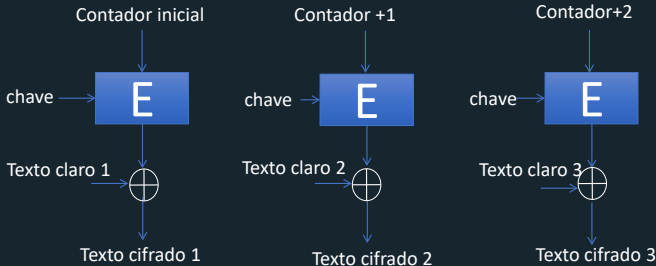 Contador inicial
Contador +1
Contador+2
chave
E
chave
E
chave
E
Texto claro 1
Texto claro 2
Texto claro 3
Texto cifrado 1
Texto cifrado 2
Texto cifrado 3